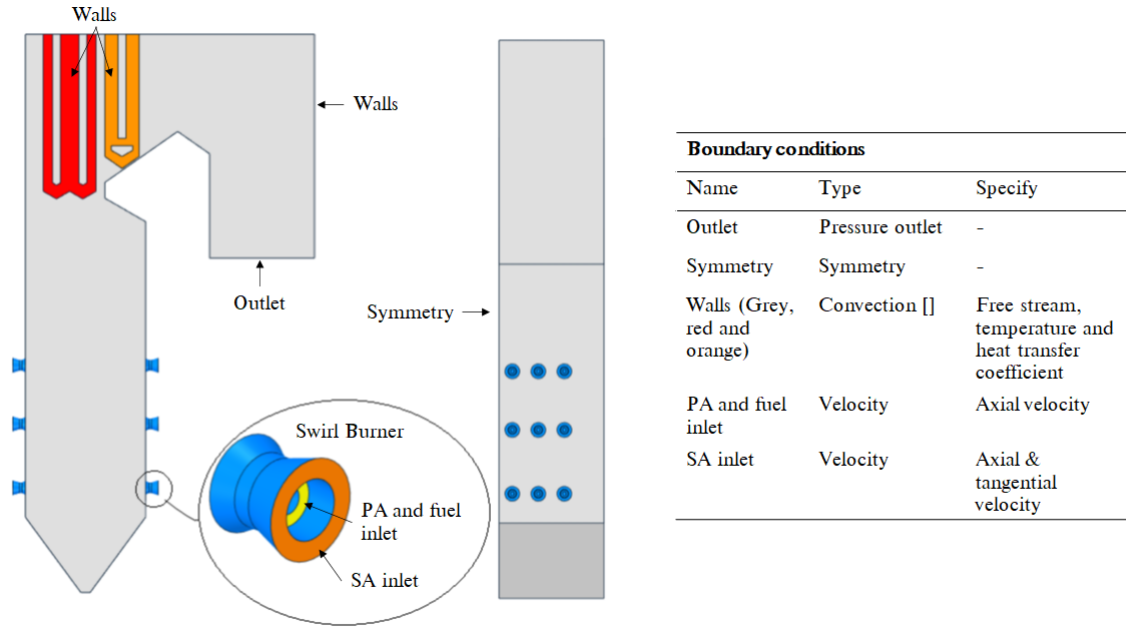 Walls
Walls
Outlet
Symmetry
Swirl Burner
PA and fuel
inlet
SA inlet
Boundary conditions
Name Type Specify
Outlet Pressure outlet -
Symmetry Symmetry -
Walls (Grey, Convection [] Free stream,
red and temperature and
orange) heat transfer
coefficient
PA and fuel Velocity Axial velocity
inlet
SA inlet Velocity Axial &
tangential
velocity